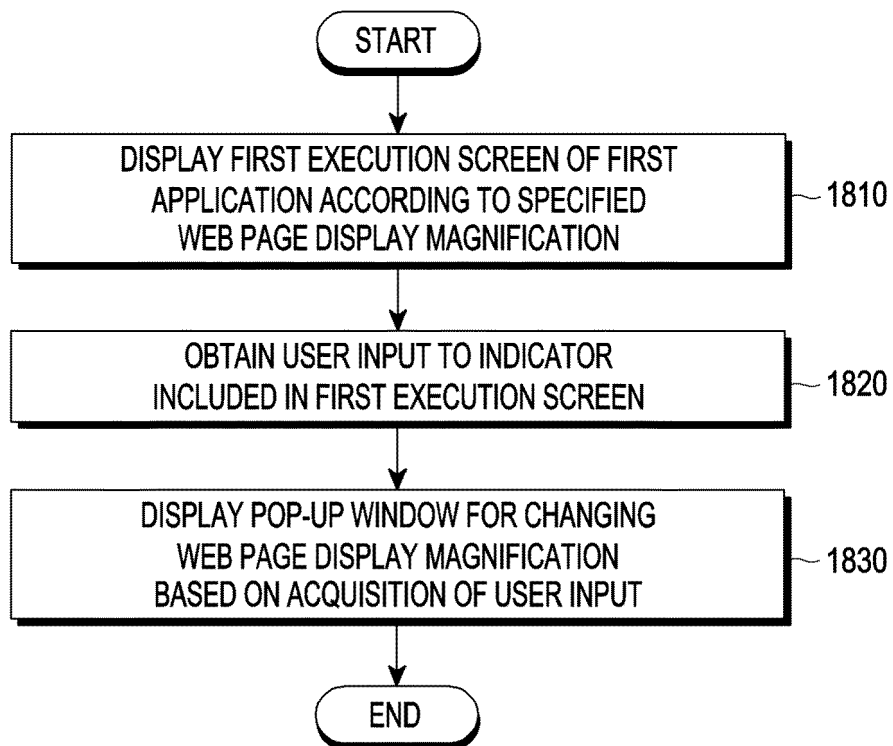 START
DISPLAY FIRST EXECUTION SCREEN OF FIRST
APPLICATION ACCORDING TO SPECIFIED
WEB PAGE DISPLAY MAGNIFICATION
1810
OBTAIN USER INPUT TO INDICATOR
INCLUDED IN FIRST EXECUTION SCREEN
1820
DISPLAY POP-UP WINDOW FOR CHANGING
WEB PAGE DISPLAY MAGNIFICATION
BASED ON ACQUISITION OF USER INPUT
1830
END